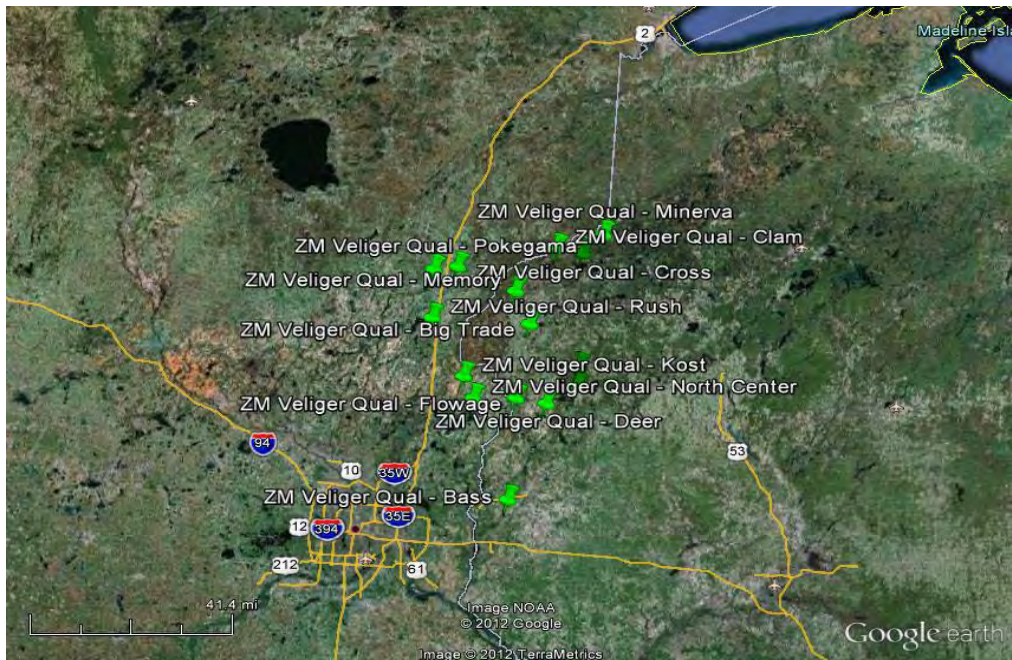 2
Madeline Isl
ZM Veliger Qual - Minerva
ZM Veliger Qual - Clam
ZM Veliger Qual - Pokegama
ZM Veliger Qual - Cross
ZM Veliger Qual - Memory
ZM Veliger Qual - Rush
ZM Veliger Qual - Big Trade
ZM Veliger Qual - Kost
ZM Veliger Qual - North Center
ZM Veliger Qual - Flowage
ZM Veliger Qual - Deer
94
53
10
35W
ZM Veliger Qual - Bass
12
394
35E
212
61
41.4 mi
Image NOAA
© 2012 Google
Google earth
Image © 2012 TerraMetrics